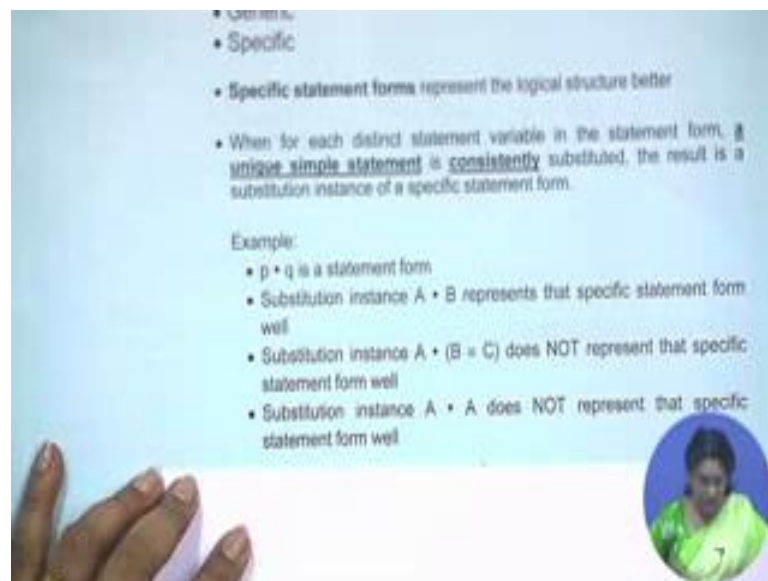 • Generic
• Specific
• Specific statement forms represent the logical structure better
• When for each distinct statement variable in the statement form, a
unique simple statement is consistently substituted, the result is a
substitution instance of a specific statement form.
Example:
• p • q is a statement form
• Substitution instance A • B represents that specific statement form
well
• Substitution instance A • (B ≡ C) does NOT represent that specific
statement form well
• Substitution instance A • A does NOT represent that specific
statement form well